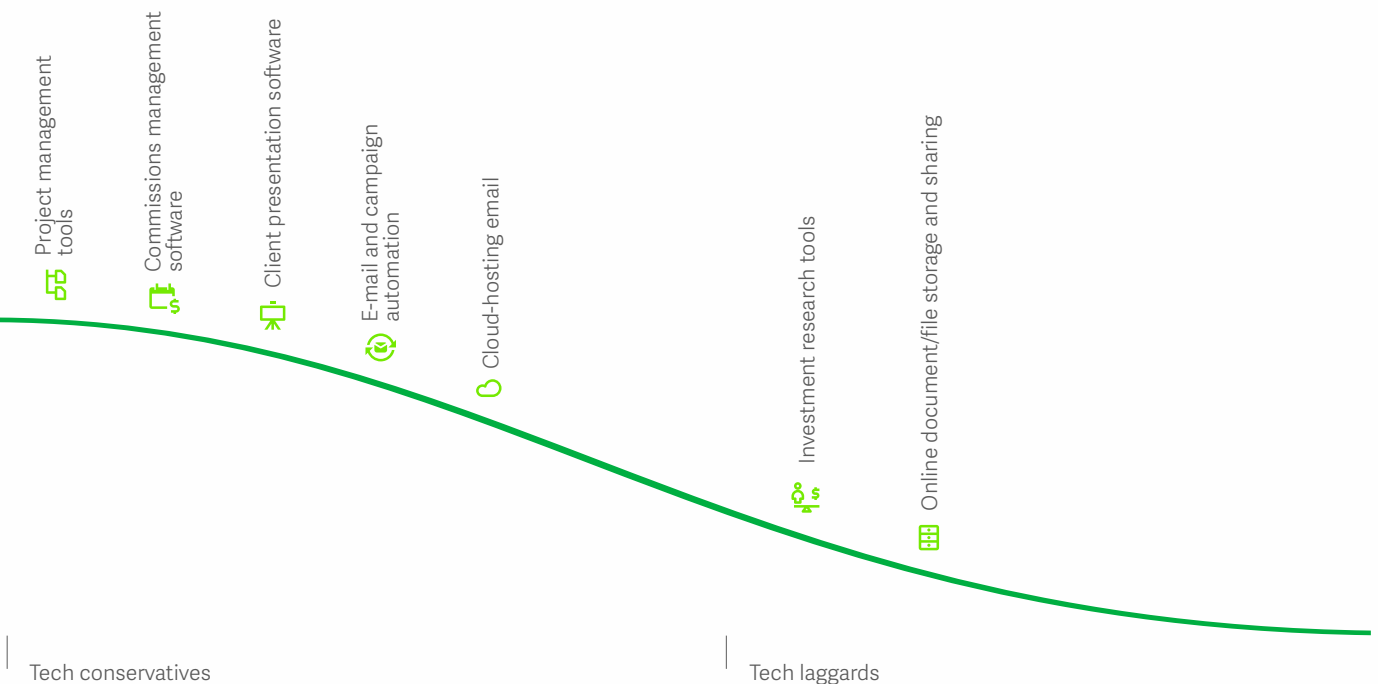 Project management
tools
Commissions management
software
Client presentation software
E-mail and campaign
automation
Cloud-hosting email
Investment research tools
Online document/file storage and sharing
Tech conservatives
Tech laggards